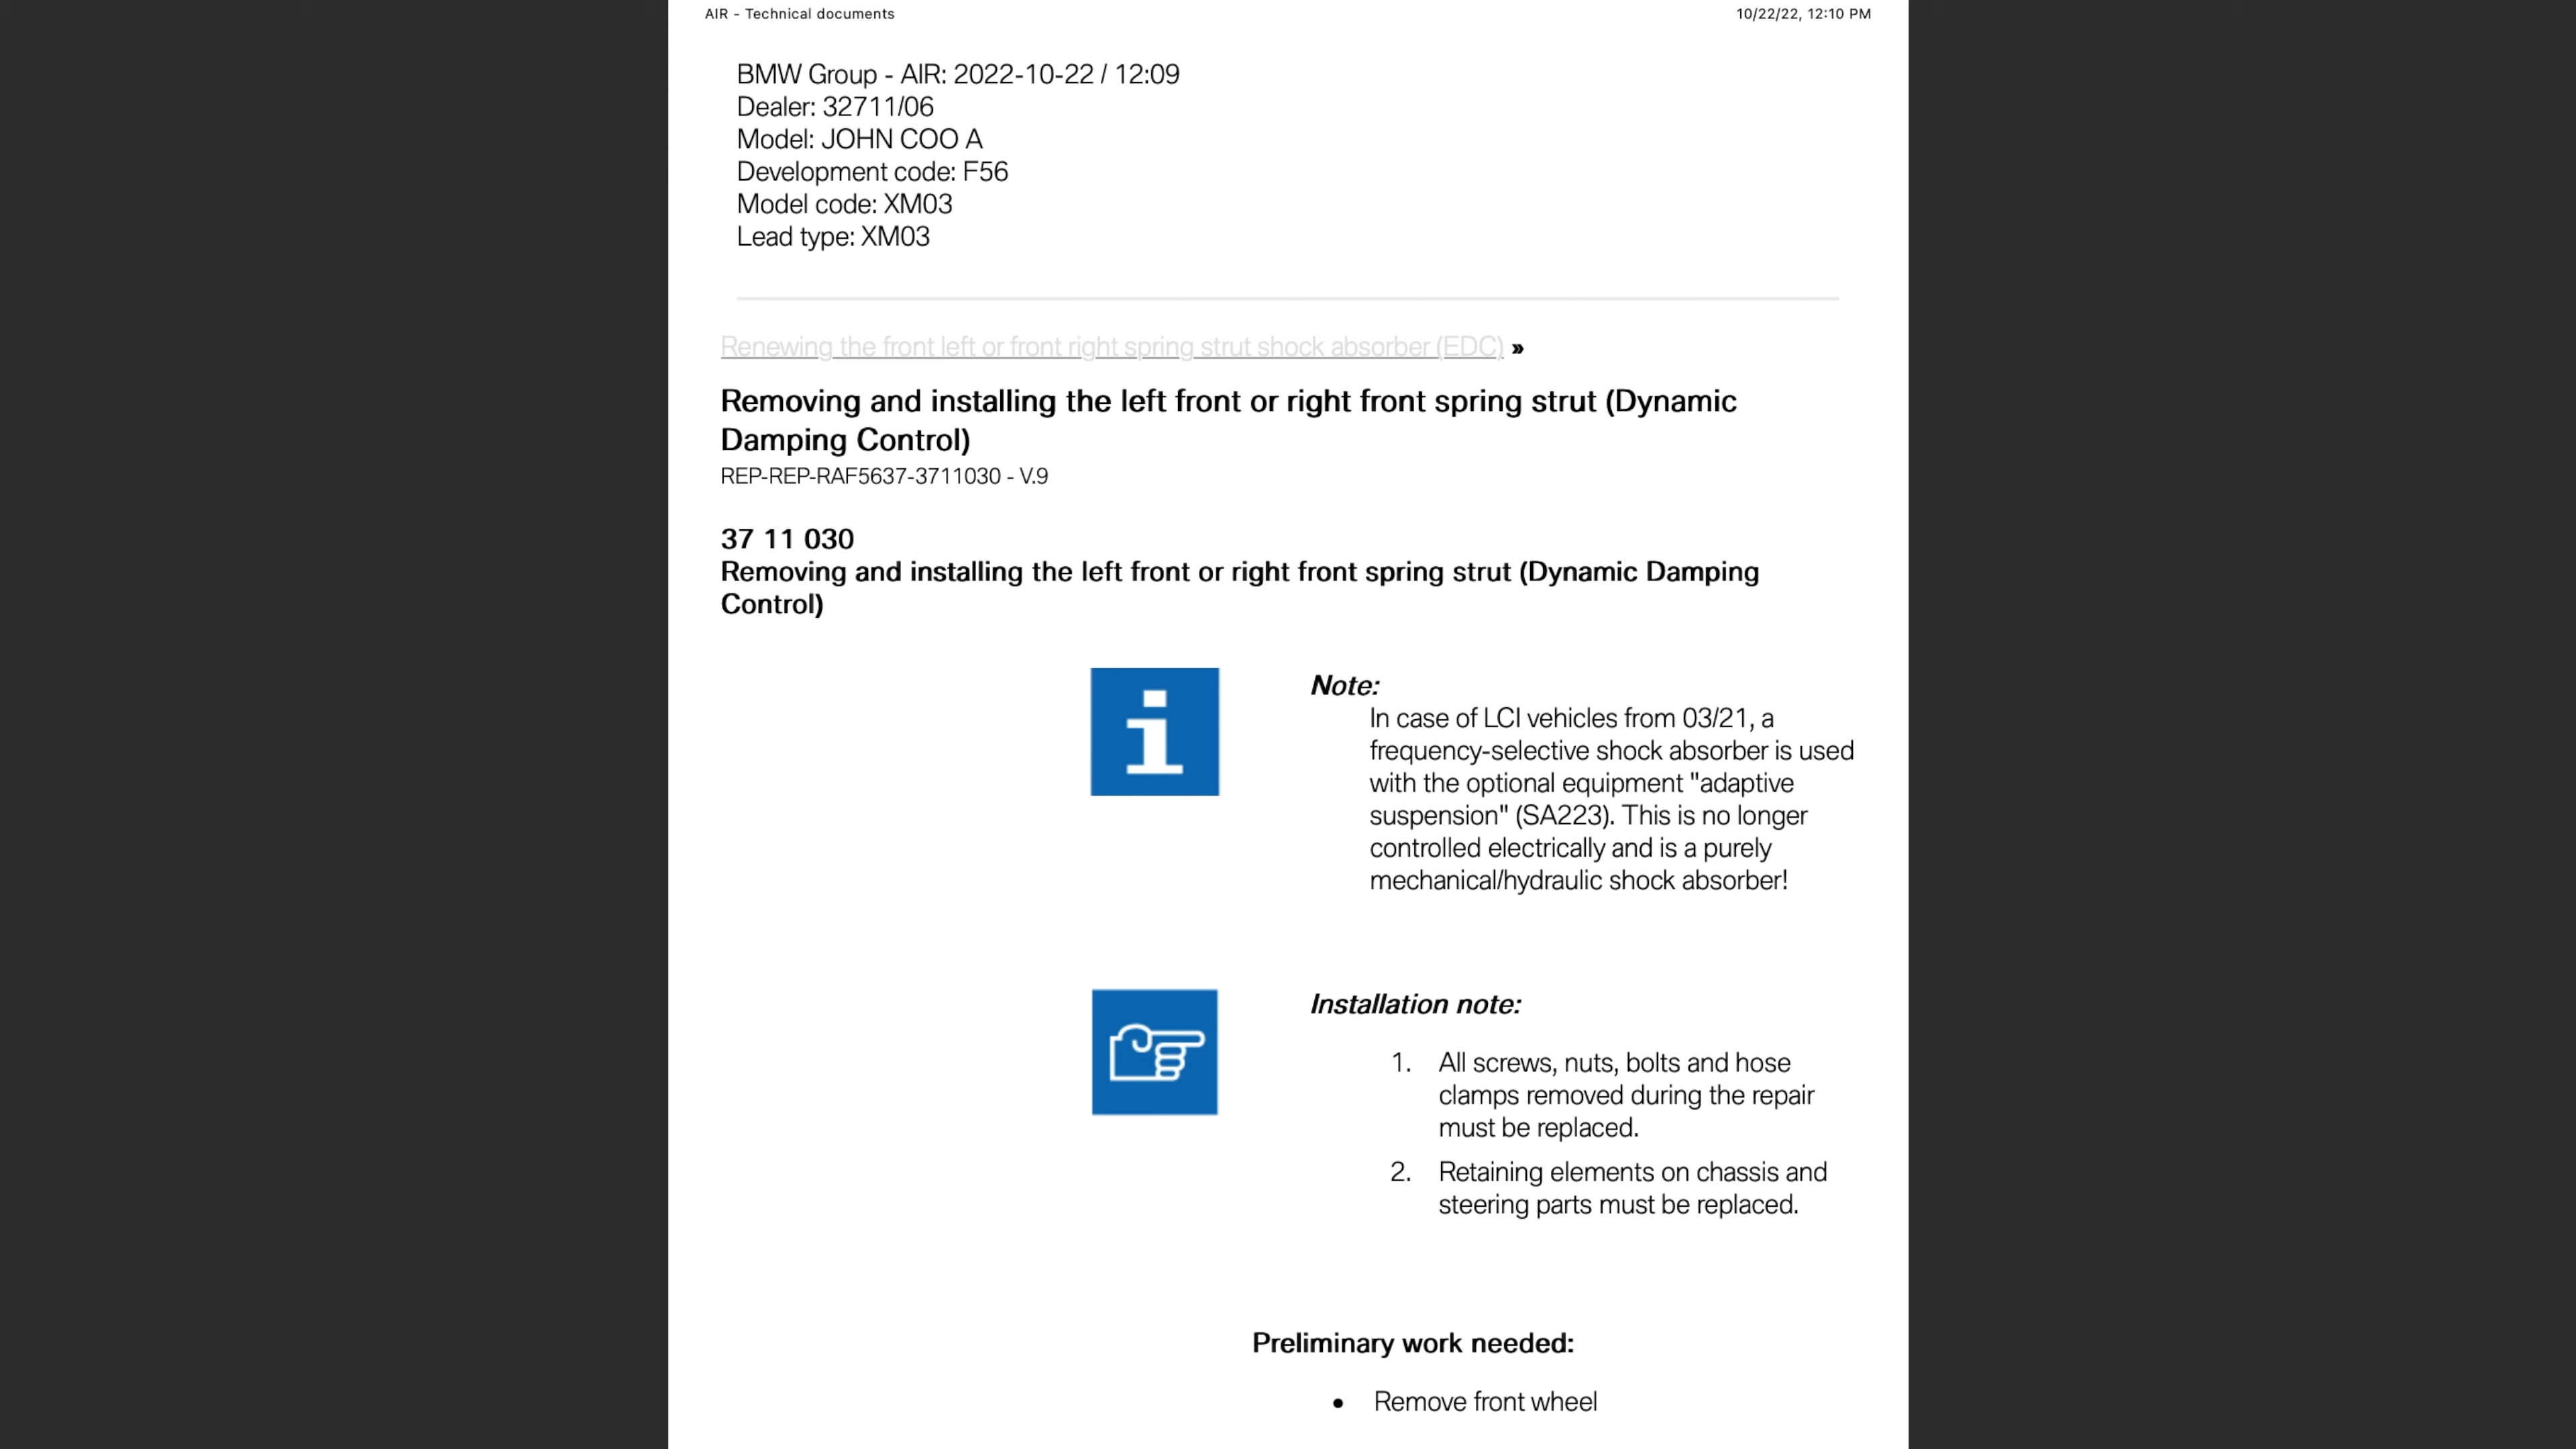 AIR - Technical documents
10/22/22, 12:10 PM
BMW Group - AIR: 2022-10-22 / 12:09
Dealer: 32711/06
Model: JOHN COO A
Development code: F56
Model code: XM03
Lead type: XM03
Renewing the front left or front right spring strut shock absorber (EDC) »
Removing and installing the left front or right front spring strut (Dynamic
Damping Control)
REP-REP-RAF5637-3711030 - V.9
37 11 030
Removing and installing the left front or right front spring strut (Dynamic Damping
Control)
Note:
In case of LCI vehicles from 03/21, a
frequency-selective shock absorber is used
with the optional equipment "adaptive
suspension" (SA223). This is no longer
controlled electrically and is a purely
mechanical/hydraulic shock absorber!
Installation note:
1. All screws, nuts, bolts and hose
clamps removed during the repair
must be replaced.
2. Retaining elements on chassis and
steering parts must be replaced.
Preliminary work needed:
• Remove front wheel